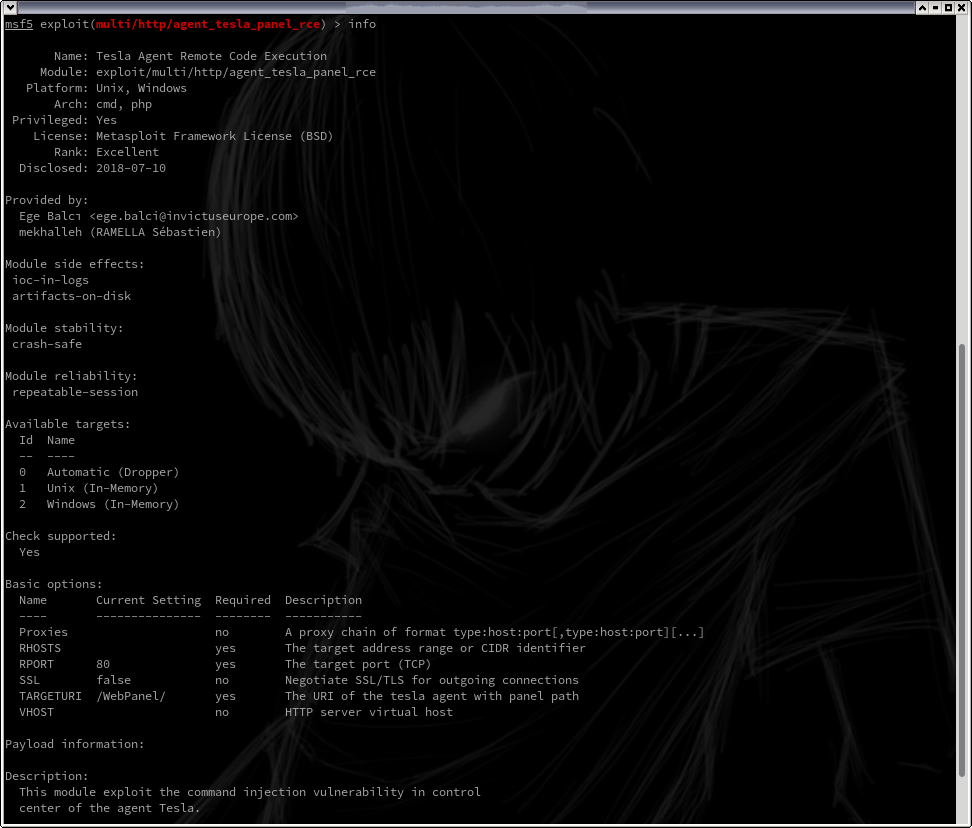 msf5 exploit(multi/http/agent_tesla_panel_rce) > info
Name: Tesla Agent Remote Code Execution
Module: exploit/multi/http/agent_tesla_panel_rce
Platform: Unix, Windows
Arch: cmd, php
Privileged: Yes
License: Metasploit Framework License (BSD)
Rank: Excellent
Disclosed: 2018-07-10
Provided by:
Ege Balcı <ege.balci@invictuseurope.com>
mekhalleh (RAMELLA Sébastien)
Module side effects:
ioc-in-logs
artifacts-on-disk
Module stability:
crash-safe
Module reliability:
repeatable-session
Available targets:
Id  Name
--  ----
0   Automatic (Dropper)
1   Unix (In-Memory)
2   Windows (In-Memory)
Check supported:
Yes
Basic options:
Name       Current Setting  Required  Description
----       ---------------  --------  -----------
Proxies                     no        A proxy chain of format type:host:port[,type:host:port][...]
RHOSTS                      yes       The target address range or CIDR identifier
RPORT      80               yes       The target port (TCP)
SSL        false            no        Negotiate SSL/TLS for outgoing connections
TARGETURI  /WebPanel/       yes       The URI of the tesla agent with panel path
VHOST                       no        HTTP server virtual host
Payload information:
Description:
This module exploit the command injection vulnerability in control
center of the agent Tesla.